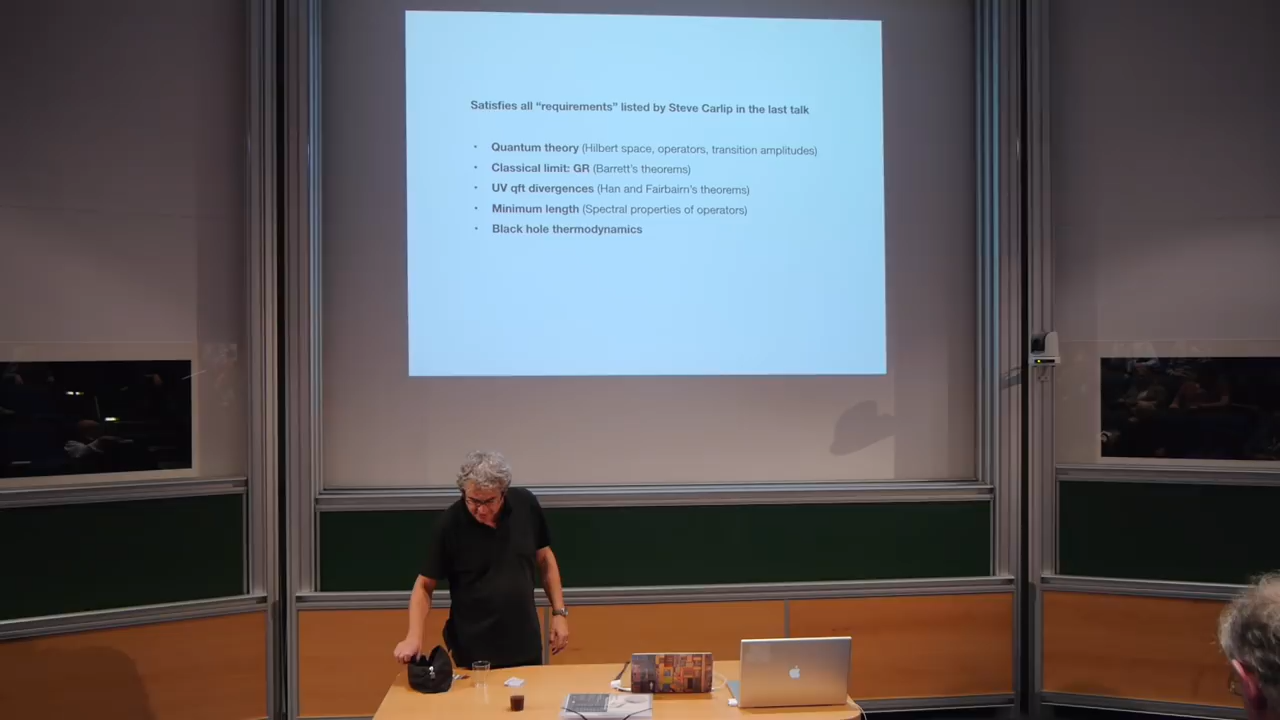 Satisfies all “requirements” listed by Steve Carlip in the last talk
• Quantum theory (Hilbert space, operators, transition amplitudes)
• Classical limit: GR (Barrett’s theorems)
• UV qft divergences (Han and Fairbairn’s theorems)
• Minimum length (Spectral properties of operators)
• Black hole thermodynamics